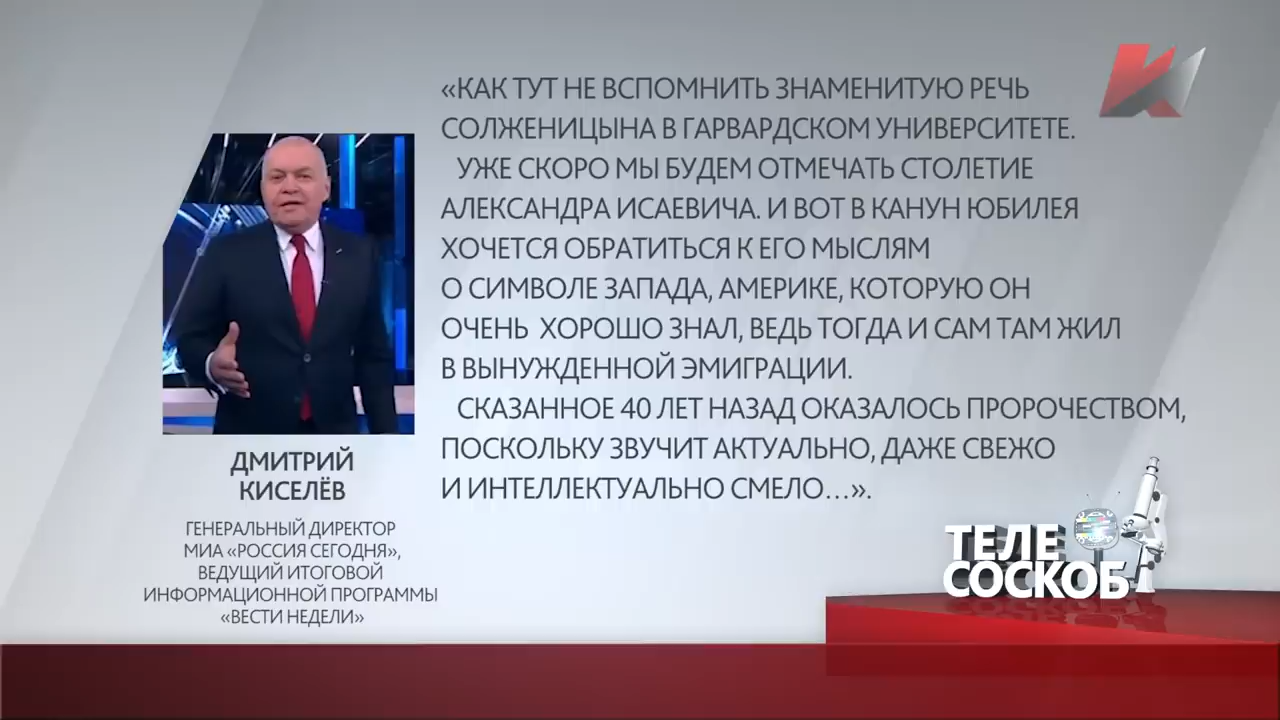 «КАК ТУТ НЕ ВСПОМНИТЬ ЗНАМЕНИТУЮ РЕЧЬ
СОЛЖЕНИЦЫНА В ГАРВАРДСКОМ УНИВЕРСИТЕТЕ.
УЖЕ СКОРО МЫ БУДЕМ ОТМЕЧАТЬ СТОЛЕТИЕ
АЛЕКСАНДРА ИСАЕВИЧА. И ВОТ В КАНУН ЮБИЛЕЯ
ХОЧЕТСЯ ОБРАТИТЬСЯ К ЕГО МЫСЛЯМ
О СИМВОЛЕ ЗАПАДА, АМЕРИКЕ, КОТОРУЮ ОН
ОЧЕНЬ ХОРОШО ЗНАЛ, ВЕДЬ ТОГДА И САМ ТАМ ЖИЛ
В ВЫНУЖДЕННОЙ ЭМИГРАЦИИ.
СКАЗАННОЕ 40 ЛЕТ НАЗАД ОКАЗАЛОСЬ ПРОРОЧЕСТВОМ,
ПОСКОЛЬКУ ЗВУЧИТ АКТУАЛЬНО, ДАЖЕ СВЕЖО
И ИНТЕЛЛЕКТУАЛЬНО СМЕЛО...».
ДМИТРИЙ
КИСЕЛЁВ
ГЕНЕРАЛЬНЫЙ ДИРЕКТОР
МИА «РОССИЯ СЕГОДНЯ»,
ВЕДУЩИЙ ИТОГОВОЙ
ИНФОРМАЦИОННОЙ ПРОГРАММЫ
«ВЕСТИ НЕДЕЛИ»
ТЕЛЕ
СОСКОБ